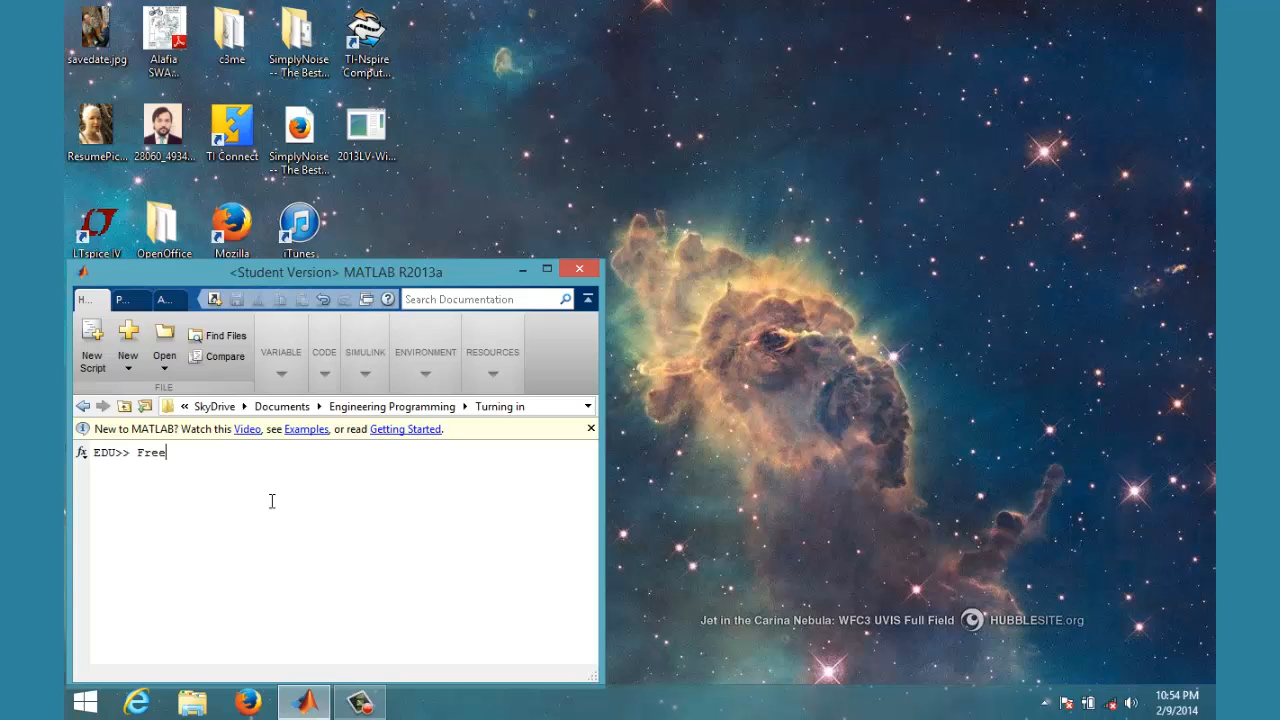 savedate.jpg
Alafia SWA...
c3me
SimplyNoise -- The Best...
TI-Nspire Comput...
ResumePic...
28060_4934...
TI Connect
SimplyNoise -- The Best...
2013LV-Wi...
LTspice IV
OpenOffice
Mozilla
iTunes
<Student Version> MATLAB R2013a
H...
P...
A...
Search Documentation
New Script
New
Open
Find Files
Compare
FILE
VARIABLE
CODE
SIMULINK
ENVIRONMENT
RESOURCES
« SkyDrive
Documents
Engineering Programming
Turning in
New to MATLAB? Watch this Video, see Examples, or read Getting Started.
fx EDU>> Free
Jet in the Carina Nebula: WFC3 UVIS Full Field HUBBLESITE.org
10:54 PM
2/9/2014